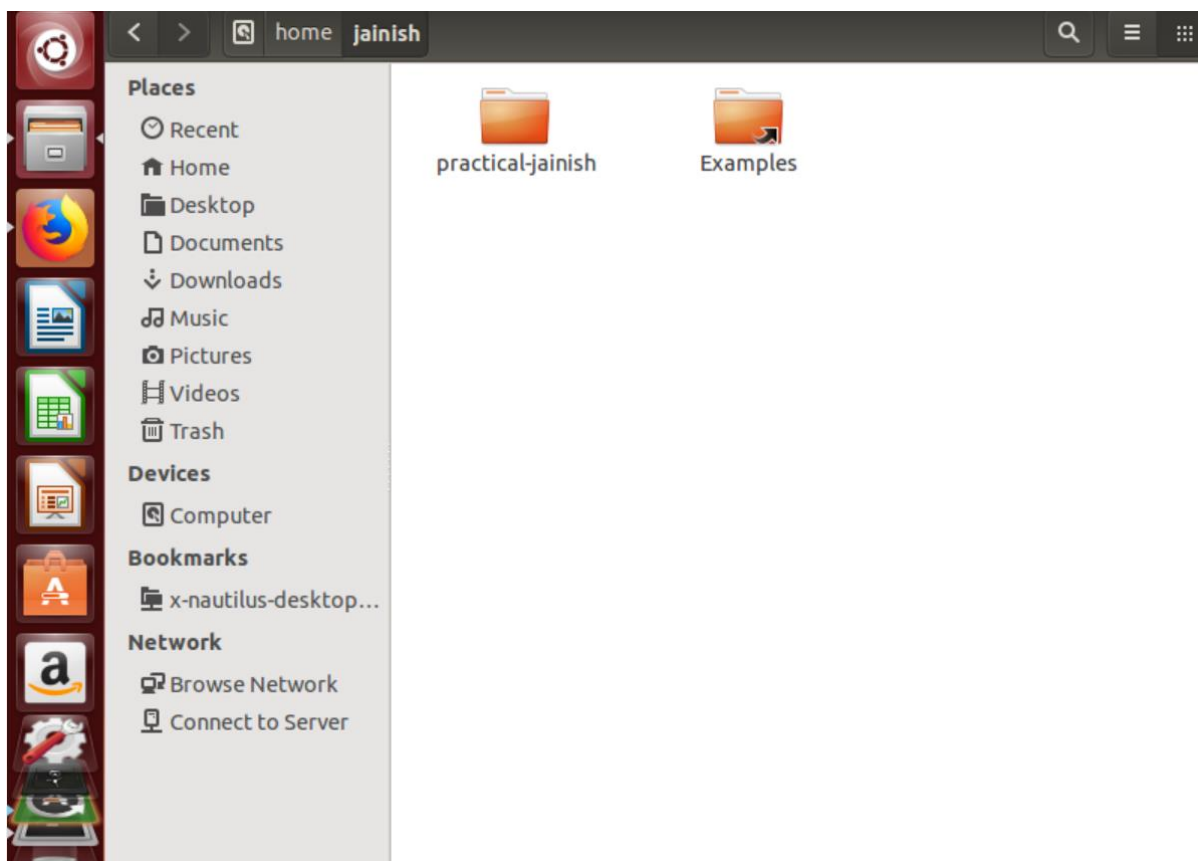 home jainish
Places
Recent
Home
Desktop
Documents
Downloads
Music
Pictures
Videos
Trash
Devices
Computer
Bookmarks
x-nautilus-desktop...
Network
Browse Network
Connect to Server
practical-jainish
Examples
A
a